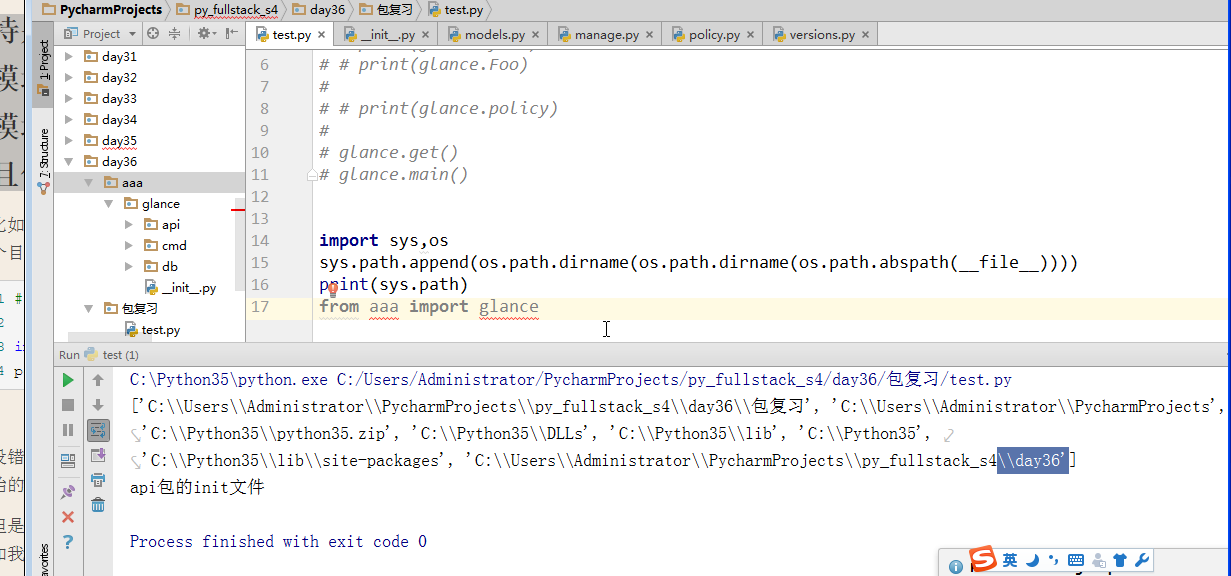 PycharmProjects py_fullstack_s4 day36 包复习 test.py
Project
test.py × __init__.py × models.py × manage.py × policy.py × versions.py ×
1: Project
7: Structure
day31
day32
day33
day34
day35
day36
aaa
glance
api
cmd
db
__init__.py
包复习
test.py
6 # # print(glance.Foo)
7 #
8 # # print(glance.policy)
9 #
10 # glance.get()
11 # glance.main()
12
13
14 import sys,os
15 sys.path.append(os.path.dirname(os.path.dirname(os.path.abspath(__file__))))
16 print(sys.path)
17 from aaa import glance
Run test (1)
C:\Python35\python.exe C:/Users/Administrator/PycharmProjects/py_fullstack_s4/day36/包复习/test.py
['C:\\Users\\Administrator\\PycharmProjects\\py_fullstack_s4\\day36\\包复习', 'C:\\Users\\Administrator\\PycharmProjects',
'C:\\Python35\\python35.zip', 'C:\\Python35\\DLLs', 'C:\\Python35\\lib', 'C:\\Python35',
'C:\\Python35\\lib\\site-packages', 'C:\\Users\\Administrator\\PycharmProjects\\py_fullstack_s4\\day36']
api包的init文件
Process finished with exit code 0
英